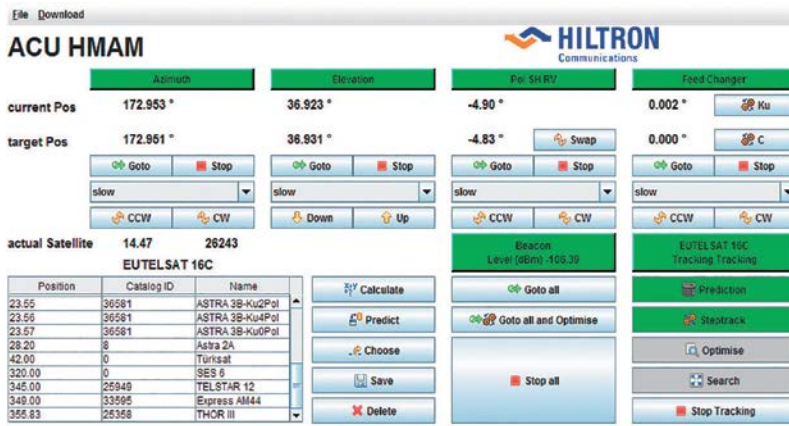 File Download
ACU HMAM
HILTRON
Communications
Azimuth Elevation Pol SH RV Feed Changer
current Pos 172.953 ° 36.923 ° -4.90 ° 0.002 ° Ku
target Pos 172.951 ° 36.931 ° -4.83 ° Swap 0.000 ° C
Goto Stop Goto Stop Goto Stop Goto Stop
slow slow slow slow
CCW CW Down Up CCW CW CCW CW
actual Satellite 14.47 26243
EUTELSAT 16C
Beacon
Level (dBm) -106,39
EUTELSAT 16C
Tracking Tracking
Position Catalog ID Name
23.55 36581 ASTRA 3B-Ku2Pol
23.56 36581 ASTRA 3B-Ku4Pol
23.57 36581 ASTRA 3B-Ku0Pol
28.20 8 Astra 2A
42.00 0 Türksat
320.00 0 SES 6
345.00 25949 TELSTAR 12
349.00 33595 Express AM44
355.83 25358 THOR III
Calculate
Predict
Choose
Save
Delete
Goto all
Goto all and Optimise
Stop all
Prediction
Steptrack
Optimise
Search
Stop Tracking